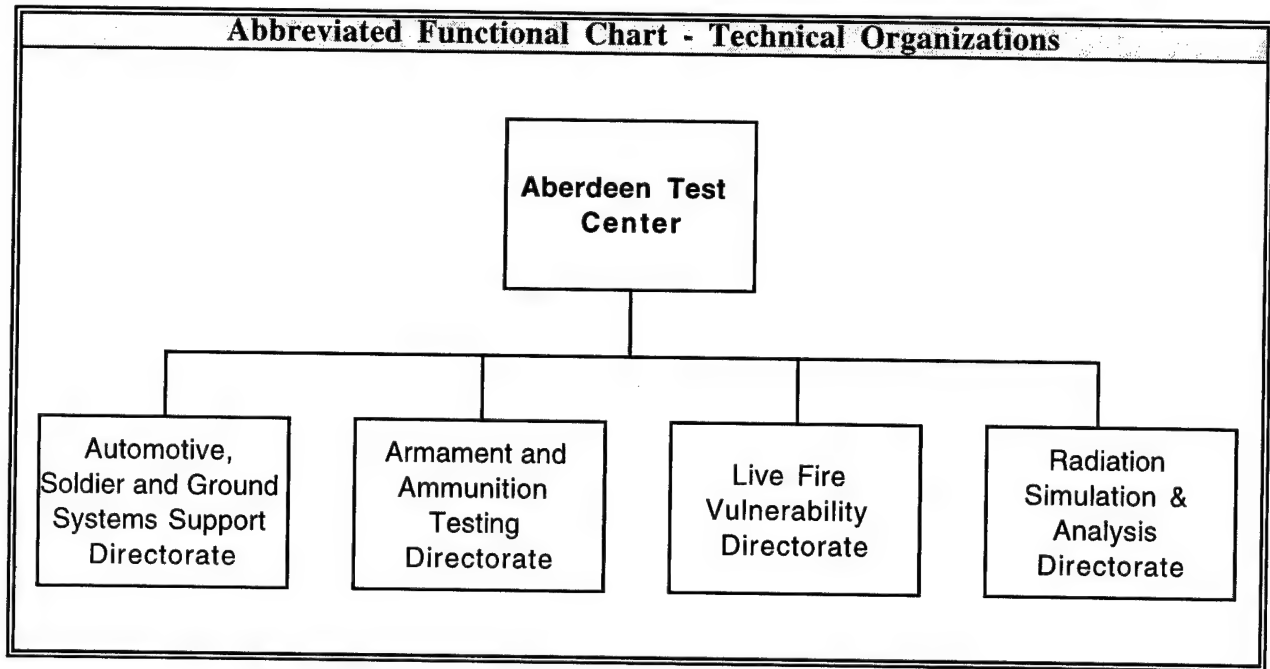 Abbreviated Functional Chart - Technical Organizations
Aberdeen Test
Center
Automotive,
Soldier and Ground
Systems Support
Directorate
Armament and
Ammunition
Testing
Directorate
Live Fire
Vulnerability
Directorate
Radiation
Simulation &
Analysis
Directorate